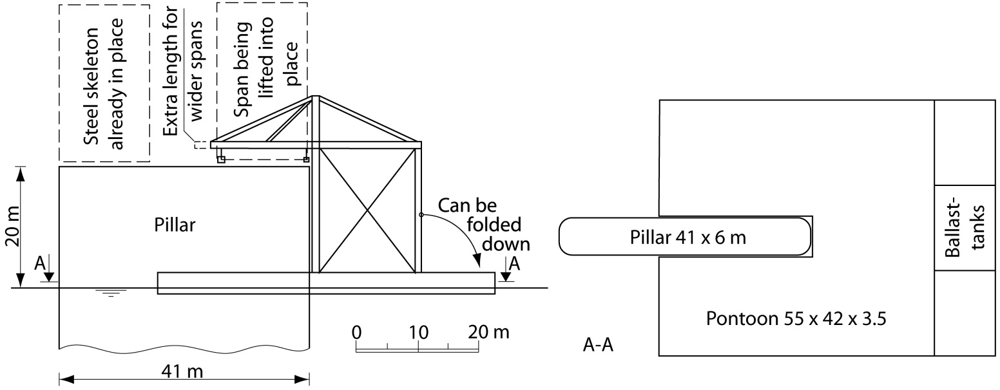 Steel skeleton
already in place
Extra length for
wider spans
Span being
lifted into
place
20 m
Pillar
Can be
folded
down
A
A
0 10 20 m
41 m
Pillar 41 x 6 m
Ballast-
tanks
Pontoon 55 x 42 x 3.5
A-A